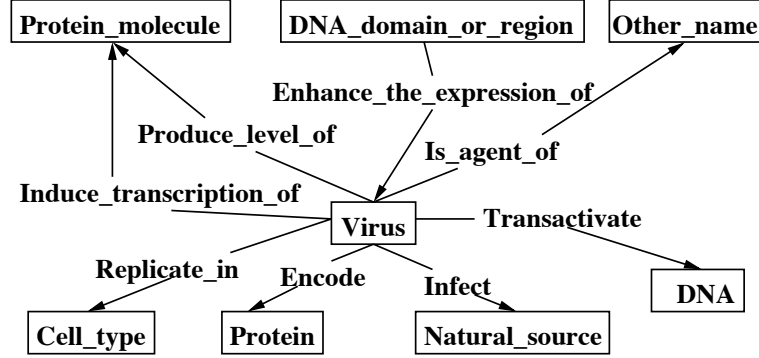 Protein_molecule DNA_domain_or_region Other_name
Enhance_the_expression_of
Produce_level_of
Is_agent_of
Induce_transcription_of
Virus
Transactivate
Replicate_in
Encode
Infect
DNA
Cell_type Protein Natural_source